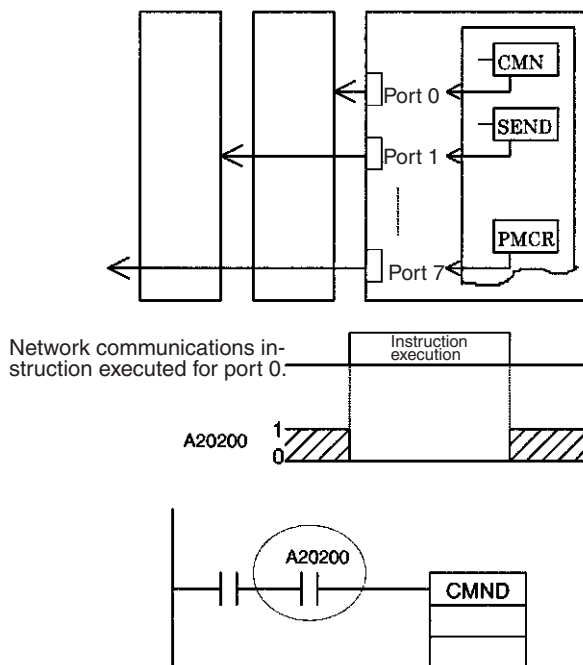 CMN
Port 0
SEND
Port 1
PMCR
Port 7
Network communications in-
struction executed for port 0.
Instruction
execution
A20200
1
0
A20200
CMND